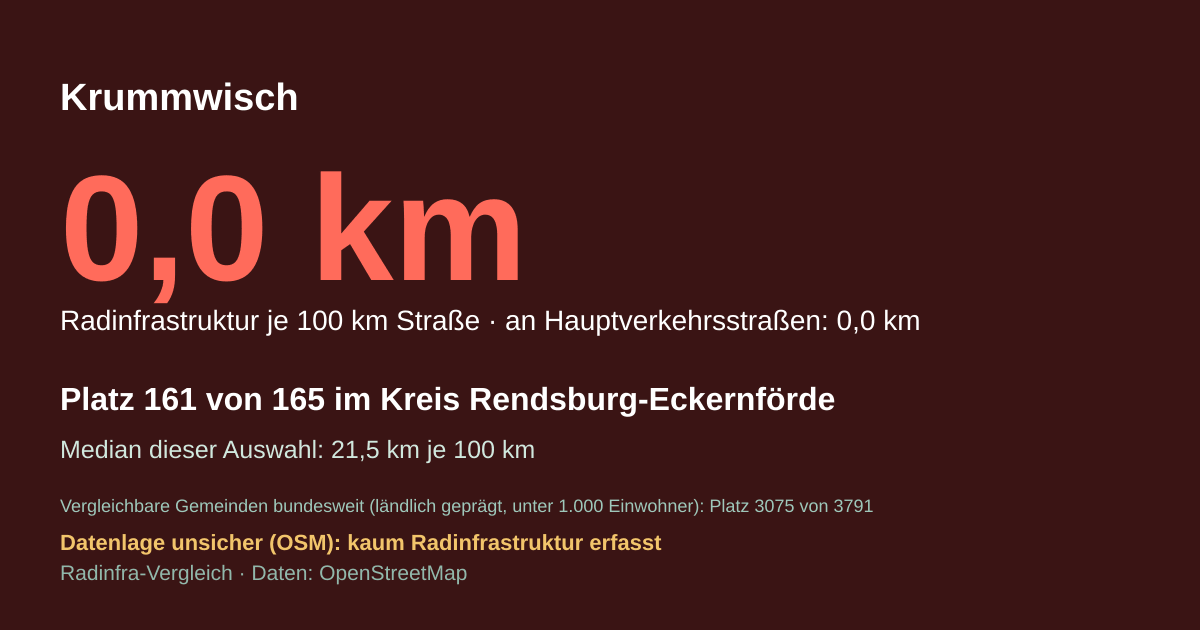 Krummwisch
0,0 km
Radinfrastruktur je 100 km Straße · an Hauptverkehrsstraßen: 0,0 km
Platz 161 von 165 im Kreis Rendsburg-Eckernförde
Median dieser Auswahl: 21,5 km je 100 km
Vergleichbare Gemeinden bundesweit (ländlich geprägt, unter 1.000 Einwohner): Platz 3075 von 3791
Datenlage unsicher (OSM): kaum Radinfrastruktur erfasst
Radinfra-Vergleich · Daten: OpenStreetMap